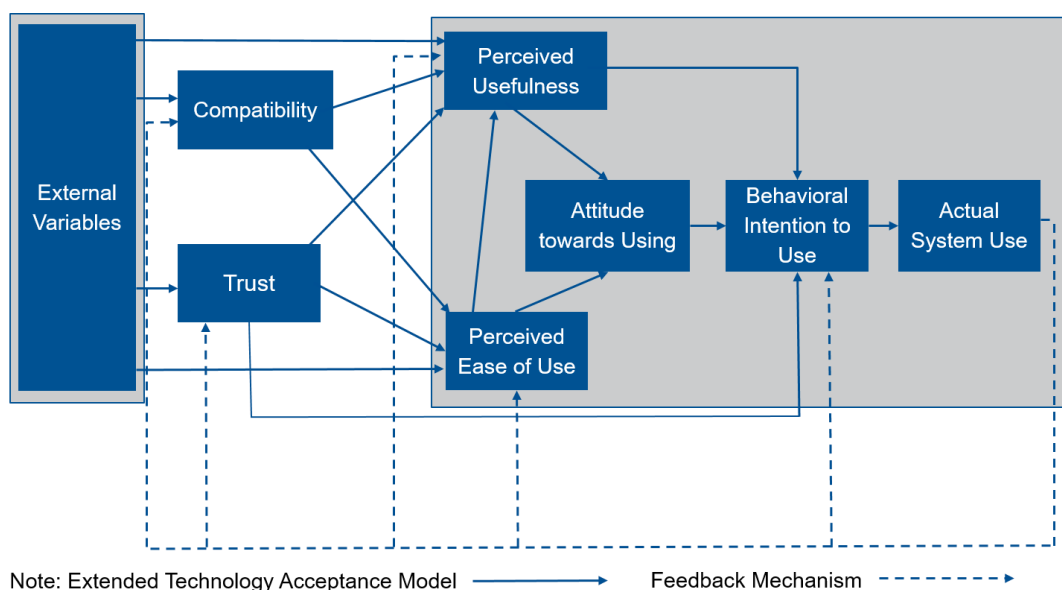 External
Variables
Compatibility
Trust
Perceived
Usefulness
Perceived
Ease of Use
Attitude
towards Using
Behavioral
Intention to
Use
Actual
System Use
Note: Extended Technology Acceptance Model
Feedback Mechanism